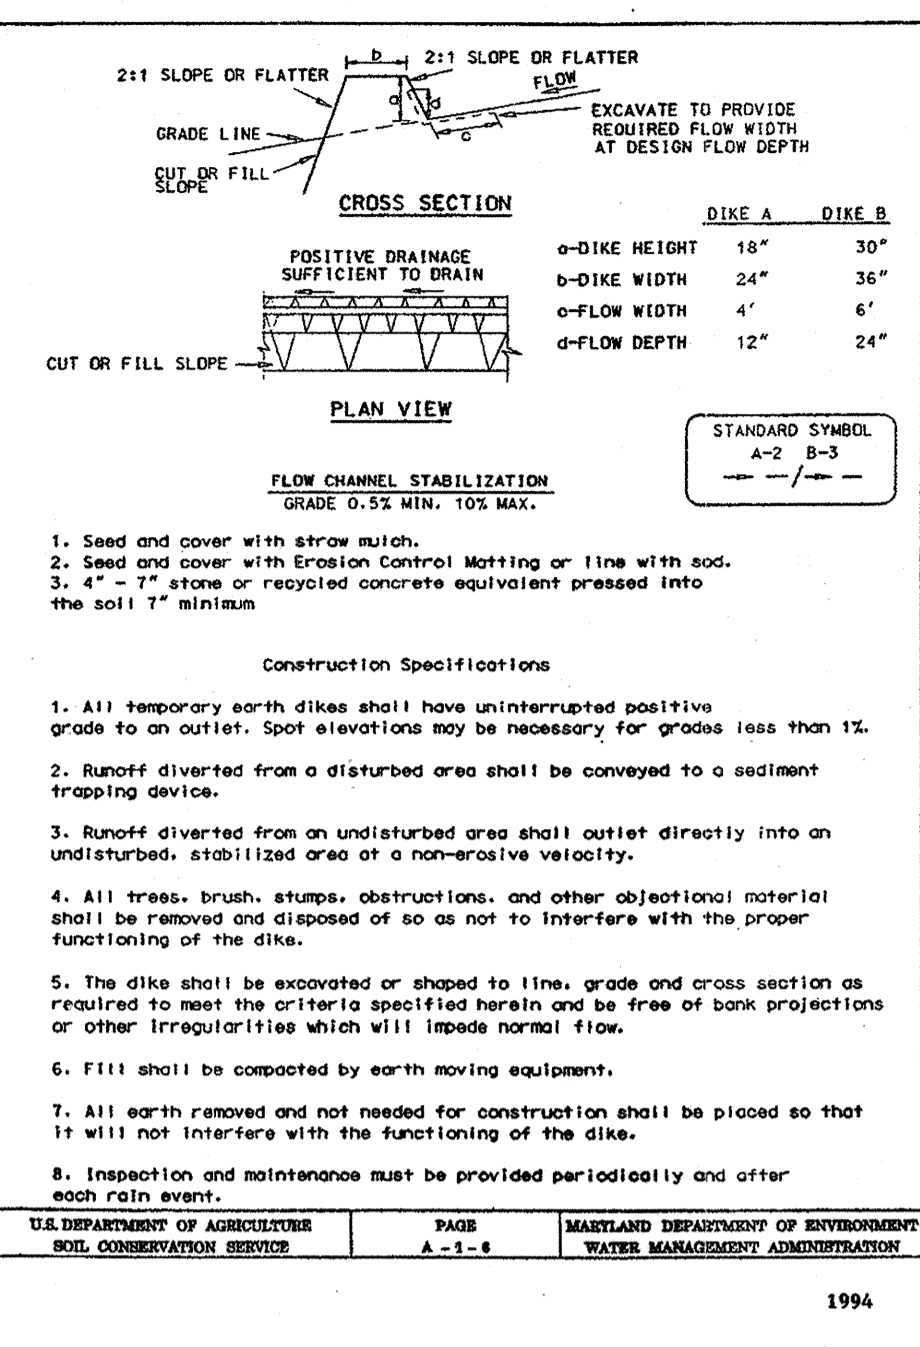 b
2:1 SLOPE OR FLATTER
2:1 SLOPE OR FLATTER
FLOW
a
d
EXCAVATE TO PROVIDE
REQUIRED FLOW WIDTH
AT DESIGN FLOW DEPTH
GRADE LINE
c
CUT OR FILL
SLOPE
CROSS SECTION
DIKE A DIKE B
a-DIKE HEIGHT 18" 30"
b-DIKE WIDTH 24" 36"
c-FLOW WIDTH 4' 6'
d-FLOW DEPTH 12" 24"
POSITIVE DRAINAGE
SUFFICIENT TO DRAIN
CUT OR FILL SLOPE
PLAN VIEW
STANDARD SYMBOL
A-2 B-3
FLOW CHANNEL STABILIZATION
GRADE 0.5% MIN. 10% MAX.
1. Seed and cover with straw mulch.
2. Seed and cover with Erosion Control Matting or line with sod.
3. 4" - 7" stone or recycled concrete equivalent pressed into
the soil 7" minimum
Construction Specifications
1. All temporary earth dikes shall have uninterrupted positive
grade to an outlet. Spot elevations may be necessary for grades less than 1%.
2. Runoff diverted from a disturbed area shall be conveyed to a sediment
trapping device.
3. Runoff diverted from an undisturbed area shall outlet directly into an
undisturbed, stabilized area at a non-erosive velocity.
4. All trees, brush, stumps, obstructions, and other objectional material
shall be removed and disposed of so as not to interfere with the proper
functioning of the dike.
5. The dike shall be excavated or shaped to line, grade and cross section as
required to meet the criteria specified herein and be free of bank projections
or other irregularities which will impede normal flow.
6. Fill shall be compacted by earth moving equipment.
7. All earth removed and not needed for construction shall be placed so that
it will not interfere with the functioning of the dike.
8. Inspection and maintenance must be provided periodically and after
each rain event.
U.S. DEPARTMENT OF AGRICULTURE
SOIL CONSERVATION SERVICE
PAGE
A - 1 - 6
MARYLAND DEPARTMENT OF ENVIRONMENT
WATER MANAGEMENT ADMINISTRATION
1994